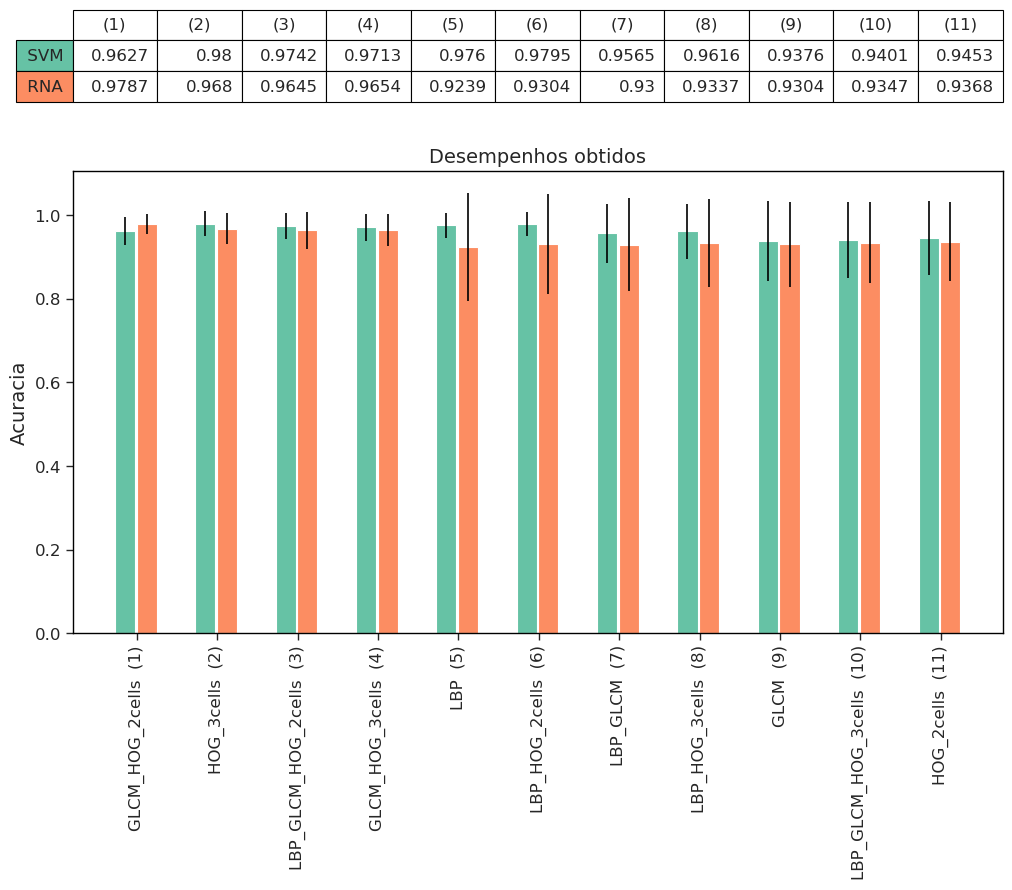 (1) (2) (3) (4) (5) (6) (7) (8) (9) (10) (11)
SVM 0.9627 0.98 0.9742 0.9713 0.976 0.9795 0.9565 0.9616 0.9376 0.9401 0.9453
RNA 0.9787 0.968 0.9645 0.9654 0.9239 0.9304 0.93 0.9337 0.9304 0.9347 0.9368
Desempenhos obtidos
Acuracia
1.0
0.8
0.6
0.4
0.2
0.0
GLCM_HOG_2cells (1)
HOG_3cells (2)
LBP_GLCM_HOG_2cells (3)
GLCM_HOG_3cells (4)
LBP (5)
LBP_HOG_2cells (6)
LBP_GLCM (7)
LBP_HOG_3cells (8)
GLCM (9)
LBP_GLCM_HOG_3cells (10)
HOG_2cells (11)